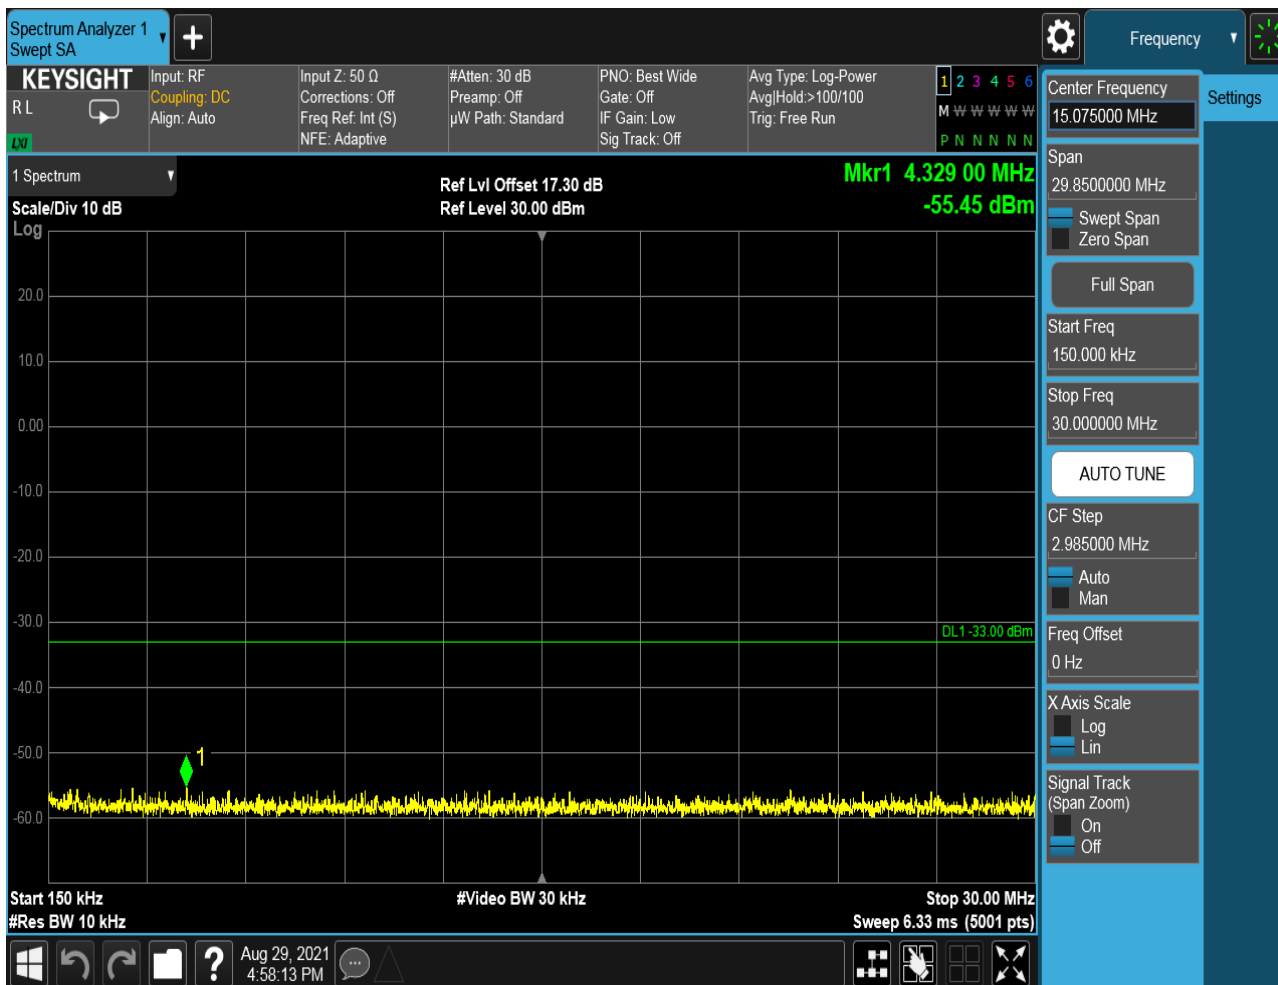 Spectrum Analyzer 1
Swept SA
Frequency
KEYSIGHT
R L
LXI
Input: RF
Coupling: DC
Align: Auto
Input Z: 50 Ω
Corrections: Off
Freq Ref: Int (S)
NFE: Adaptive
#Atten: 30 dB
Preamp: Off
µW Path: Standard
PNO: Best Wide
Gate: Off
IF Gain: Low
Sig Track: Off
Avg Type: Log-Power
Avg|Hold:>100/100
Trig: Free Run
1 2 3 4 5 6
M W W W W W
P N N N N N
1 Spectrum
Scale/Div 10 dB
Log
Ref Lvl Offset 17.30 dB
Ref Level 30.00 dBm
Mkr1 4.329 00 MHz
-55.45 dBm
20.0
10.0
0.00
-10.0
-20.0
-30.0
DL1 -33.00 dBm
-40.0
-50.0
1
-60.0
Start 150 kHz
#Res BW 10 kHz
#Video BW 30 kHz
Stop 30.00 MHz
Sweep 6.33 ms (5001 pts)
Aug 29, 2021
4:58:13 PM
Center Frequency
15.075000 MHz
Settings
Span
29.8500000 MHz
Swept Span
Zero Span
Full Span
Start Freq
150.000 kHz
Stop Freq
30.000000 MHz
AUTO TUNE
CF Step
2.985000 MHz
Auto
Man
Freq Offset
0 Hz
X Axis Scale
Log
Lin
Signal Track
(Span Zoom)
On
Off